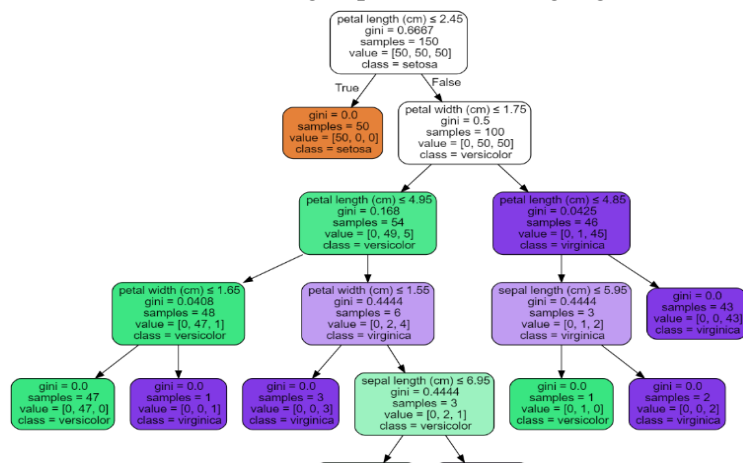 petal length (cm) ≤ 2.45
gini = 0.6667
samples = 150
value = [50, 50, 50]
class = setosa
True
False
gini = 0.0
samples = 50
value = [50, 0, 0]
class = setosa
petal width (cm) ≤ 1.75
gini = 0.5
samples = 100
value = [0, 50, 50]
class = versicolor
petal length (cm) ≤ 4.95
gini = 0.168
samples = 54
value = [0, 49, 5]
class = versicolor
petal length (cm) ≤ 4.85
gini = 0.0425
samples = 46
value = [0, 1, 45]
class = virginica
petal width (cm) ≤ 1.65
gini = 0.0408
samples = 48
value = [0, 47, 1]
class = versicolor
petal width (cm) ≤ 1.55
gini = 0.4444
samples = 6
value = [0, 2, 4]
class = virginica
sepal length (cm) ≤ 5.95
gini = 0.4444
samples = 3
value = [0, 1, 2]
class = virginica
gini = 0.0
samples = 43
value = [0, 0, 43]
class = virginica
gini = 0.0
samples = 47
value = [0, 47, 0]
class = versicolor
gini = 0.0
samples = 1
value = [0, 0, 1]
class = virginica
gini = 0.0
samples = 3
value = [0, 0, 3]
class = virginica
sepal length (cm) ≤ 6.95
gini = 0.4444
samples = 3
value = [0, 2, 1]
class = versicolor
gini = 0.0
samples = 1
value = [0, 1, 0]
class = versicolor
gini = 0.0
samples = 2
value = [0, 0, 2]
class = virginica